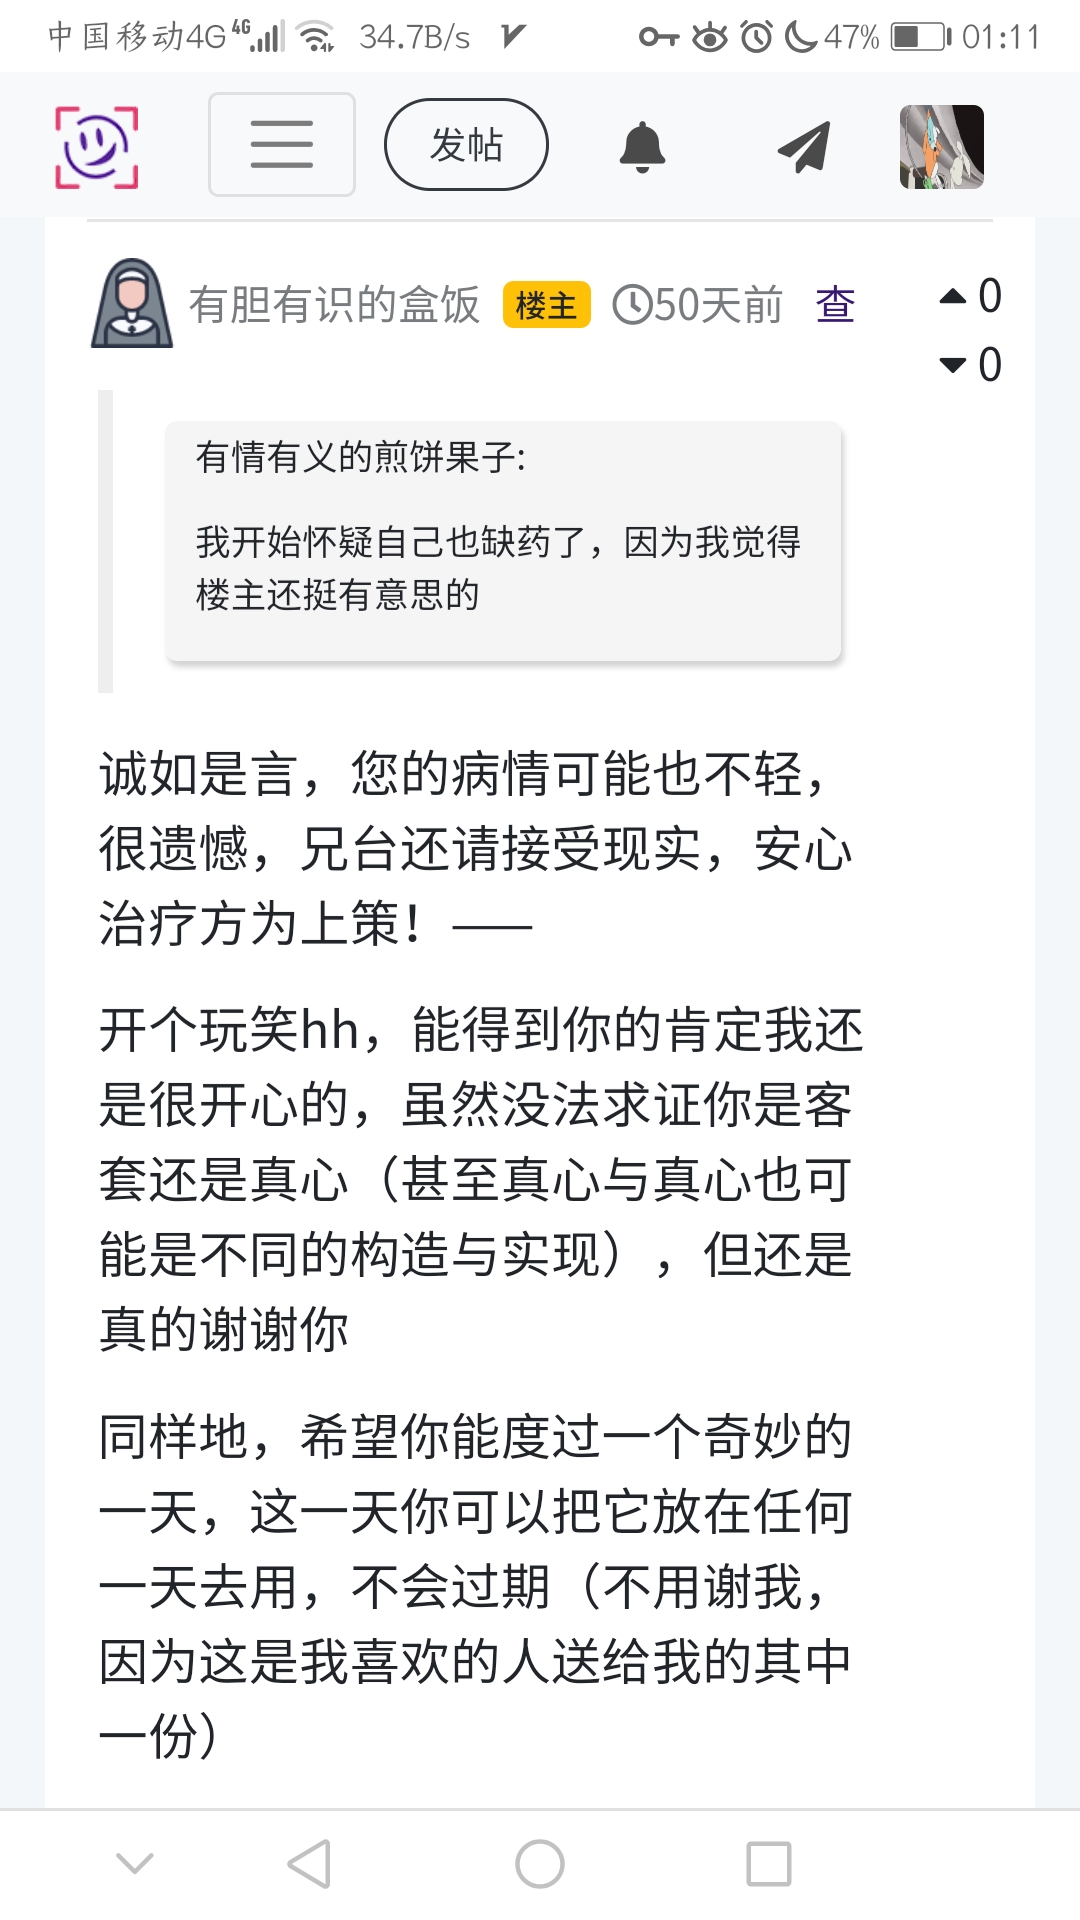 中国移动4G 4G 34.7B/s 47% 01:11
发帖
有胆有识的盒饭 楼主 50天前 查 0
0
有情有义的煎饼果子:
我开始怀疑自己也缺药了，因为我觉得
楼主还挺有意思的
诚如是言，您的病情可能也不轻，
很遗憾，兄台还请接受现实，安心
治疗方为上策！——
开个玩笑hh，能得到你的肯定我还
是很开心的，虽然没法求证你是客
套还是真心（甚至真心与真心也可
能是不同的构造与实现），但还是
真的谢谢你
同样地，希望你能度过一个奇妙的
一天，这一天你可以把它放在任何
一天去用，不会过期（不用谢我，
因为这是我喜欢的人送给我的其中
一份）